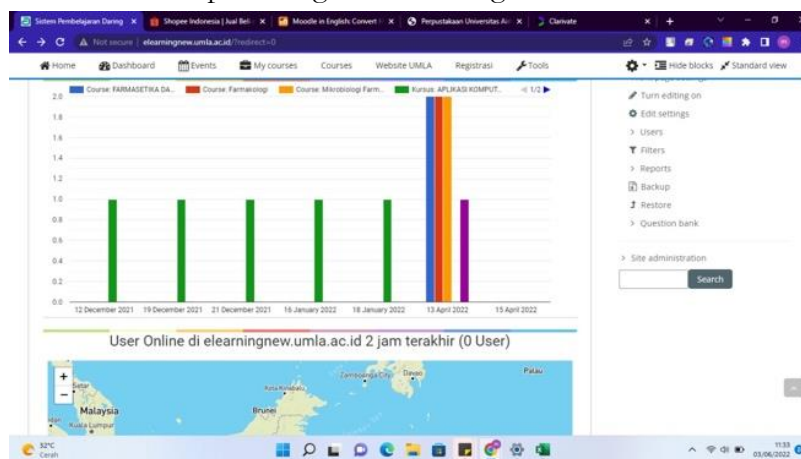 Sistem Pembelajaran Daring
Shopee Indonesia | Jual Beli
Moodle in English: Convert
Perpustakaan Universitas Air
Clarivate
Not secure | elearningnew.umla.ac.id/?redirect=0
Home Dashboard Events My courses Courses Website UMLA Registrasi Tools Hide blocks Standard view
Course: FARMASETIKA DA... Course: Farmakologi Course: Mikrobiologi Farm... Kursus: APLIKASI KOMPUT... 1/2
2.0
1.8
1.6
1.4
1.2
1.0
0.8
0.6
0.4
0.2
0.0
12 December 2021 19 December 2021 21 December 2021 16 January 2022 18 January 2022 13 April 2022 15 April 2022
Turn editing on
Edit settings
Users
Filters
Reports
Backup
Restore
Question bank
Site administration
Search
User Online di elearningnew.umla.ac.id 2 jam terakhir (0 User)
+
−
Setar
Malaysia
Kuala Lumpur
Kota Kinabalu
Brunei
Zamboanga City
Davao
Palau
32°C
Cerah
11:33
03/06/2022